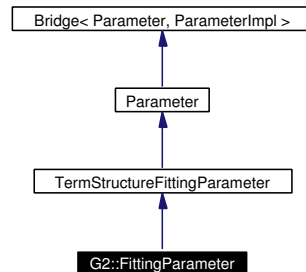 Bridge< Parameter, ParameterImpl >
Parameter
TermStructureFittingParameter
G2::FittingParameter